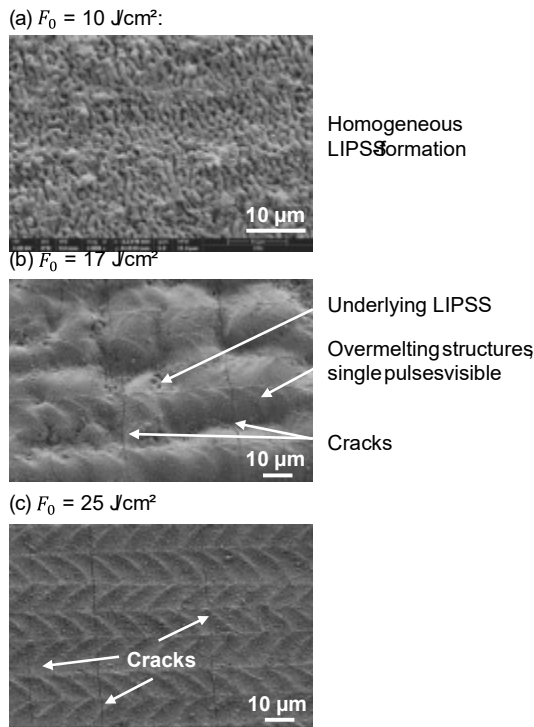 (a) F₀ = 10 J/cm²:
Homogeneous
LIPSS-formation
10 µm
(b) F₀ = 17 J/cm²
Underlying LIPSS
Overmelting structures,
single pulses visible
Cracks
10 µm
(c) F₀ = 25 J/cm²
Cracks
10 µm